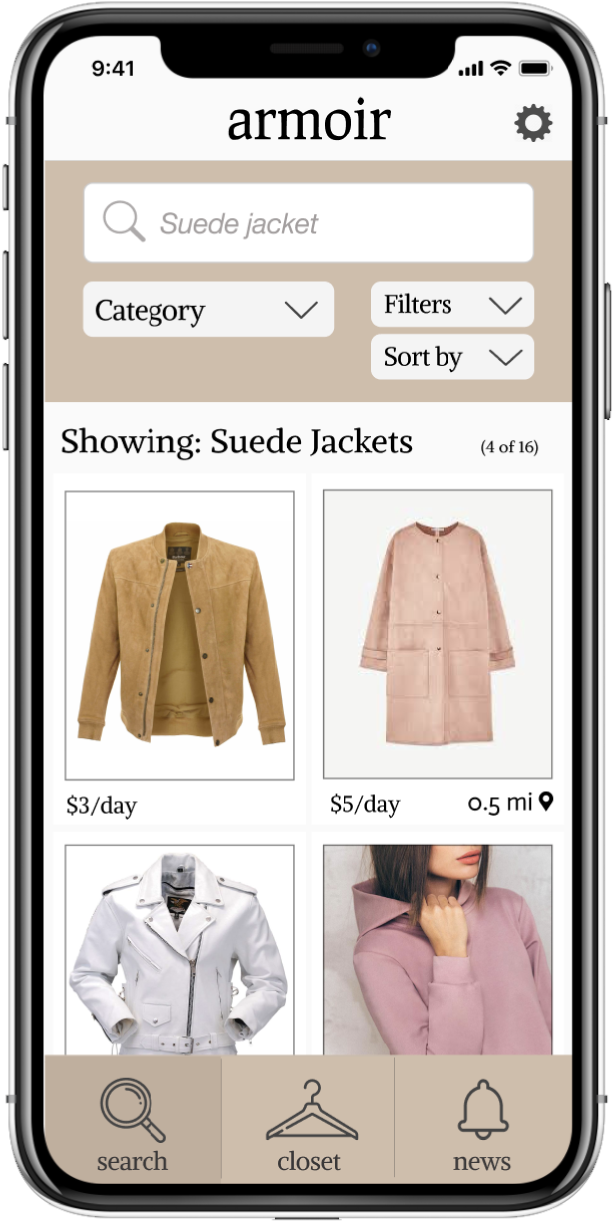 9:41
armoir
Suede jacket
Category
Filters
Sort by
Showing: Suede Jackets (4 of 16)
$3/day
$5/day 0.5 mi
search closet news